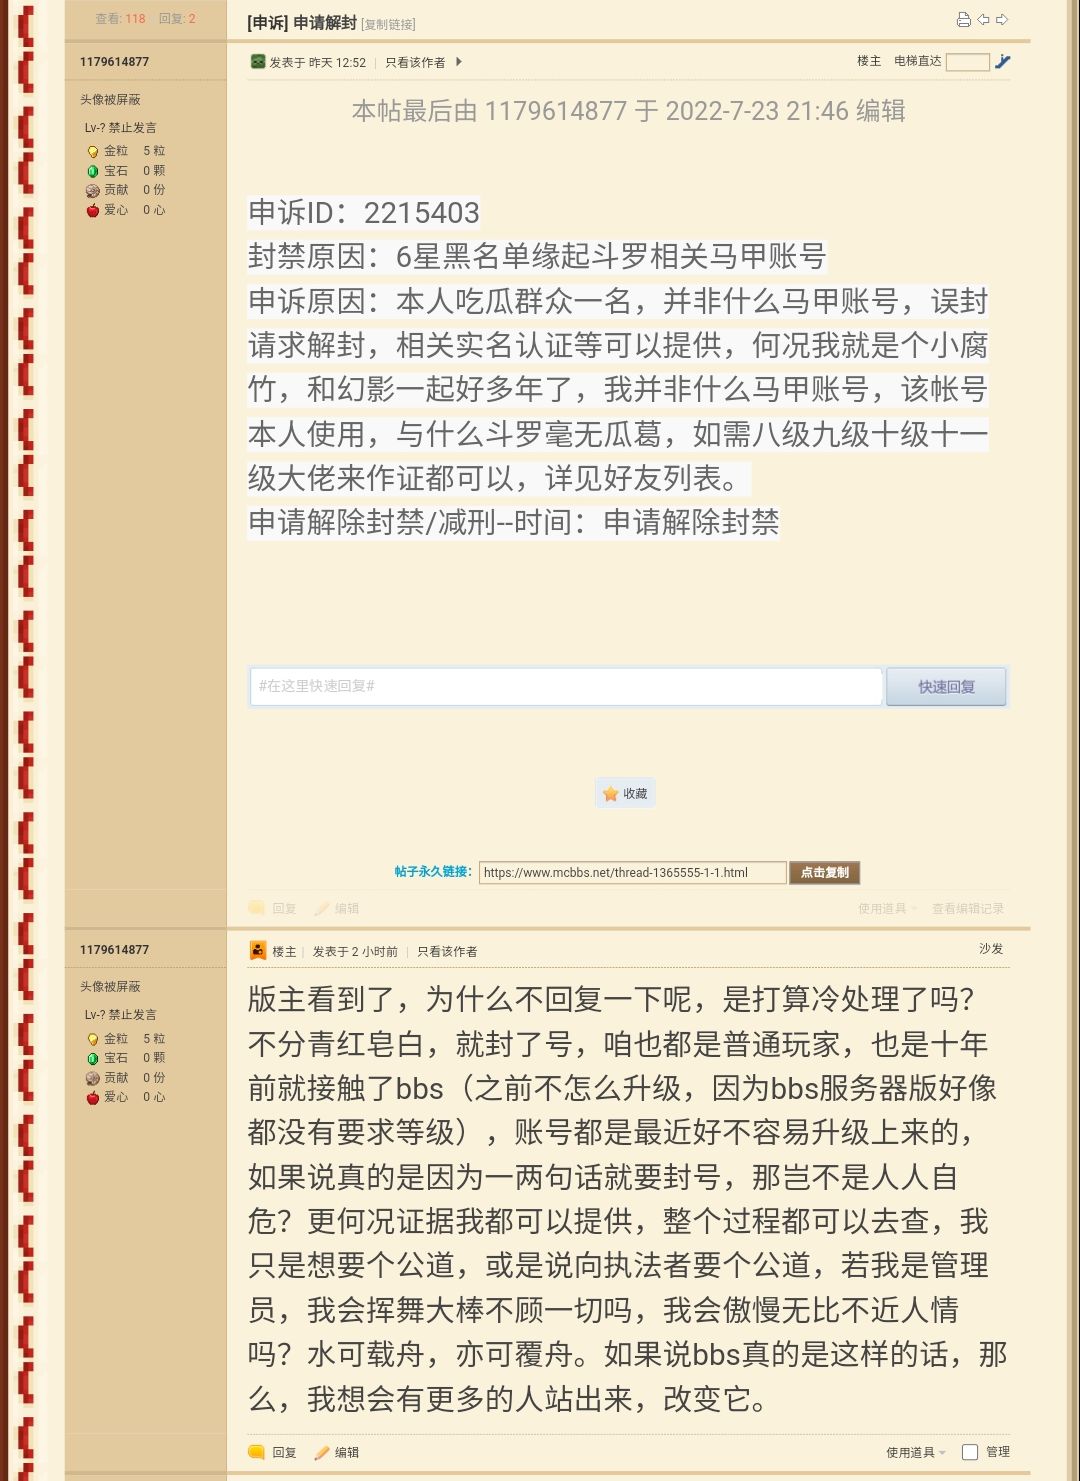 查看: 118 回复: 2
[申诉] 申请解封 [复制链接]
1179614877
发表于 昨天 12:52 | 只看该作者
楼主 电梯直达
头像被屏蔽
Lv-? 禁止发言
金粒 5 粒
宝石 0 颗
贡献 0 份
爱心 0 心
本帖最后由 1179614877 于 2022-7-23 21:46 编辑
申诉ID：2215403
封禁原因：6星黑名单缘起斗罗相关马甲账号
申诉原因：本人吃瓜群众一名，并非什么马甲账号，误封
请求解封，相关实名认证等可以提供，何况我就是个小腐
竹，和幻影一起好多年了，我并非什么马甲账号，该帐号
本人使用，与什么斗罗毫无瓜葛，如需八级九级十级十一
级大佬来作证都可以，详见好友列表。
申请解除封禁/减刑--时间：申请解除封禁
#在这里快速回复#
快速回复
收藏
帖子永久链接: https://www.mcbbs.net/thread-1365555-1-1.html 点击复制
回复 编辑
使用道具 查看编辑记录
1179614877
楼主 | 发表于 2 小时前 | 只看该作者
沙发
头像被屏蔽
Lv-? 禁止发言
金粒 5 粒
宝石 0 颗
贡献 0 份
爱心 0 心
版主看到了，为什么不回复一下呢，是打算冷处理了吗？
不分青红皂白，就封了号，咱也都是普通玩家，也是十年
前就接触了bbs（之前不怎么升级，因为bbs服务器版好像
都没有要求等级），账号都是最近好不容易升级上来的，
如果说真的是因为一两句话就要封号，那岂不是人人自
危？更何况证据我都可以提供，整个过程都可以去查，我
只是想要个公道，或是说向执法者要个公道，若我是管理
员，我会挥舞大棒不顾一切吗，我会傲慢无比不近人情
吗？水可载舟，亦可覆舟。如果说bbs真的是这样的话，那
么，我想会有更多的人站出来，改变它。
回复 编辑
使用道具 管理